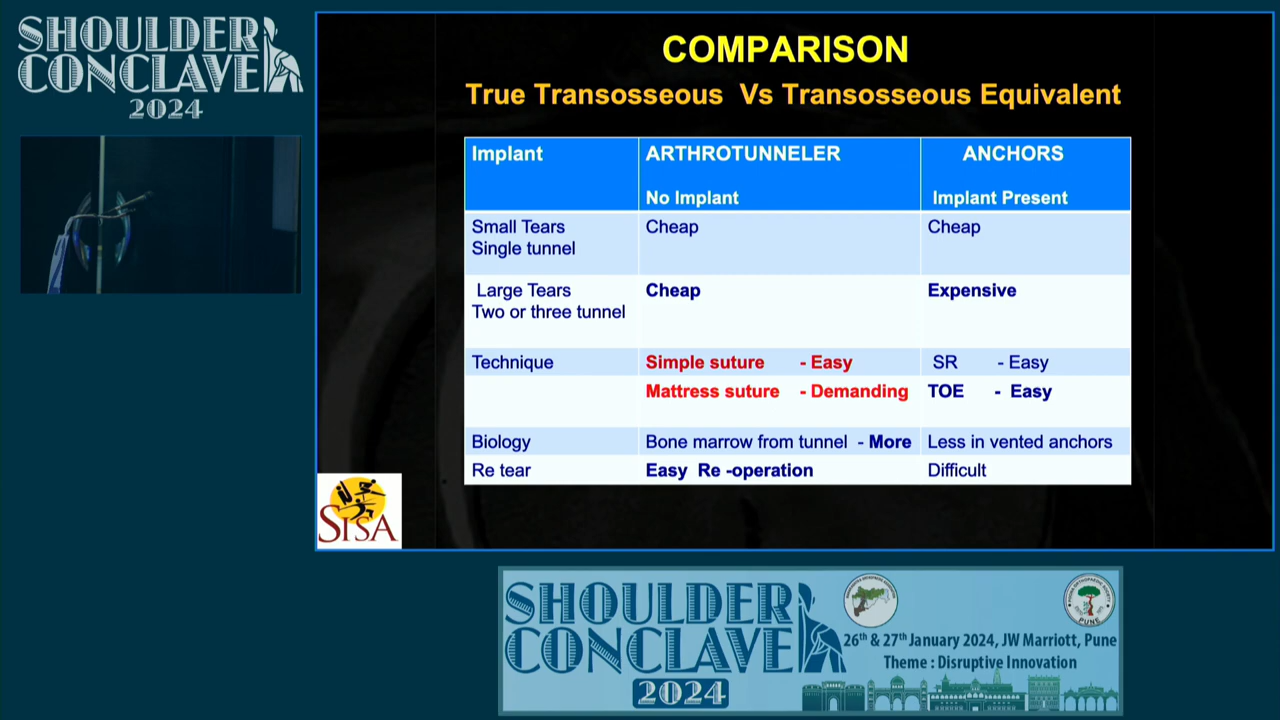 SHOULDER
CONCLAVE
2024
COMPARISON
True Transosseous Vs Transosseous Equivalent
Implant ARTHROTUNNELER ANCHORS
No Implant Implant Present
Small Tears Cheap Cheap
Single tunnel
Large Tears Cheap Expensive
Two or three tunnel
Technique Simple suture - Easy SR - Easy
Mattress suture - Demanding TOE - Easy
Biology Bone marrow from tunnel - More Less in vented anchors
Re tear Easy Re -operation Difficult
SISA
SHOULDER
CONCLAVE
2024
PUNE
26th & 27th January 2024, JW Marriott, Pune
Theme : Disruptive Innovation